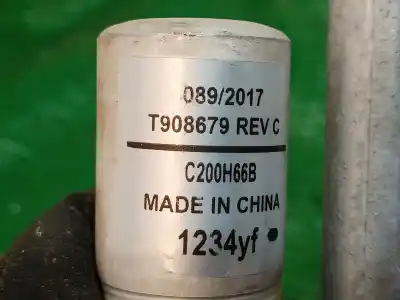 089/2017
T908679 REV C
C200H66B
MADE IN CHINA
1234yf